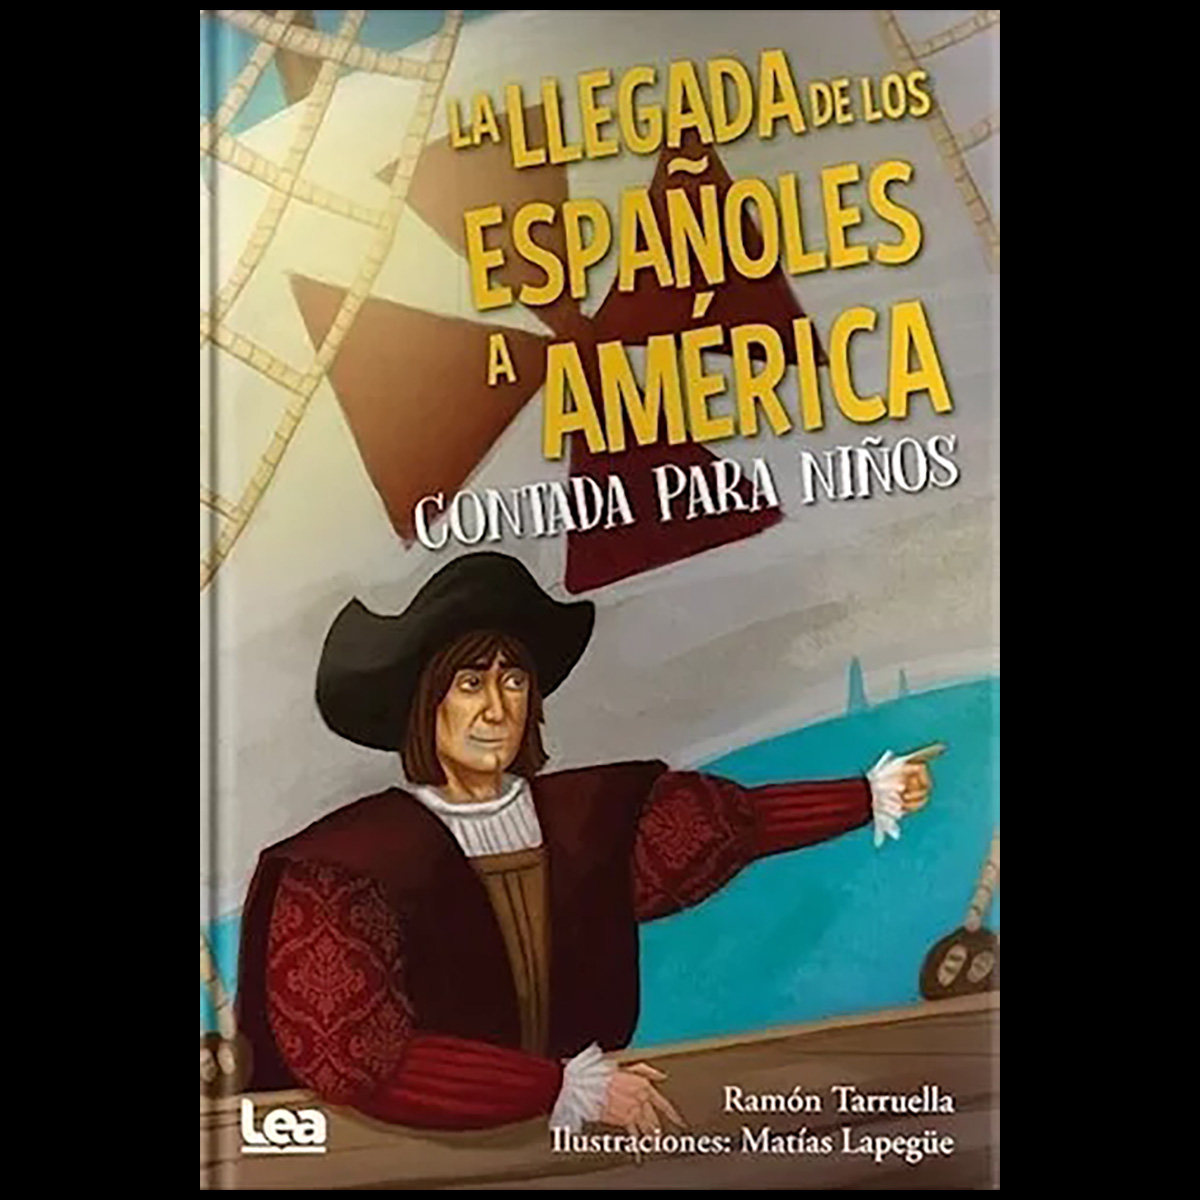 LA LLEGADA DE LOS
ESPAÑOLES
A AMÉRICA
CONTADA PARA NIÑOS
Lea
Ramón Tarruella
Ilustraciones: Matías Lapegüe